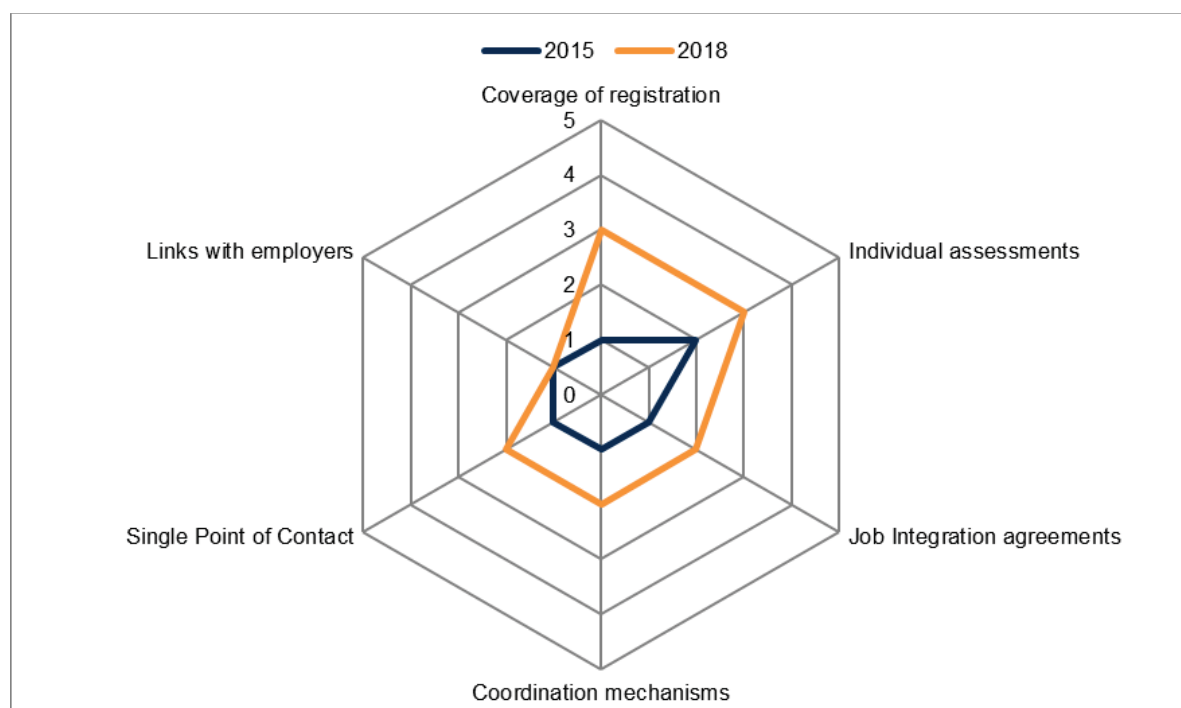 2015 2018
Coverage of registration
5
4
3
2
1
0
Links with employers
Individual assessments
Single Point of Contact
Job Integration agreements
Coordination mechanisms